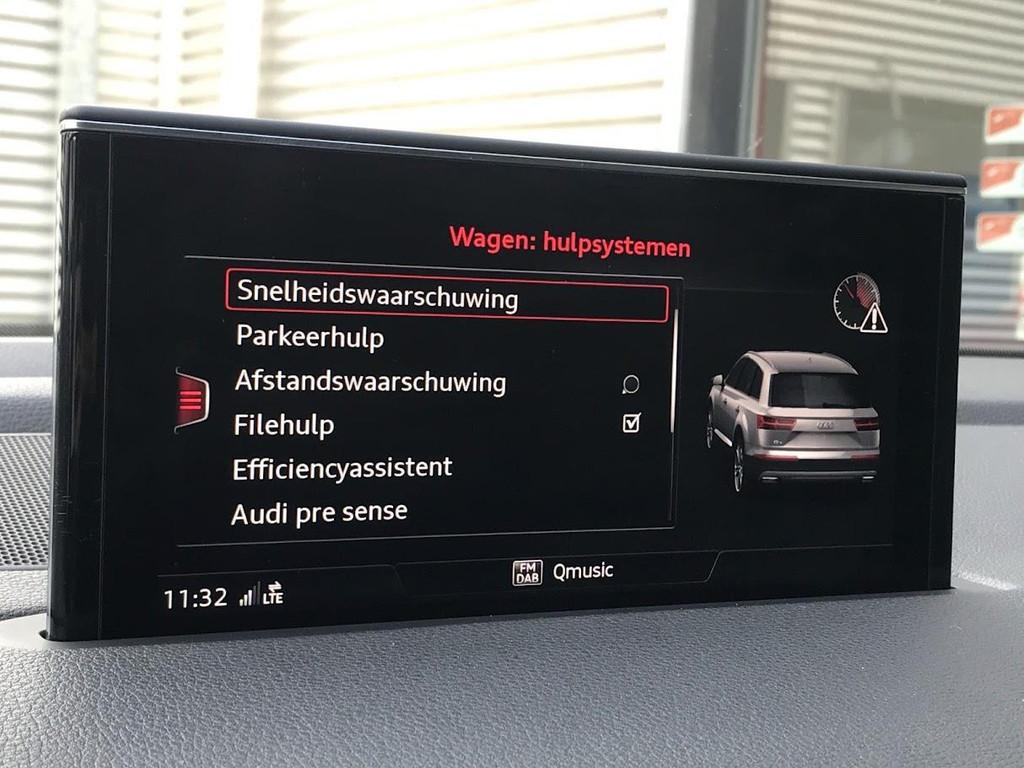 Wagen: hulpsystemen
Snelheidswaarschuwing
Parkeerhulp
Afstandswaarschuwing
Filehulp
Efficiencyassistent
Audi pre sense
FM
DAB
Qmusic
11:32
LTE